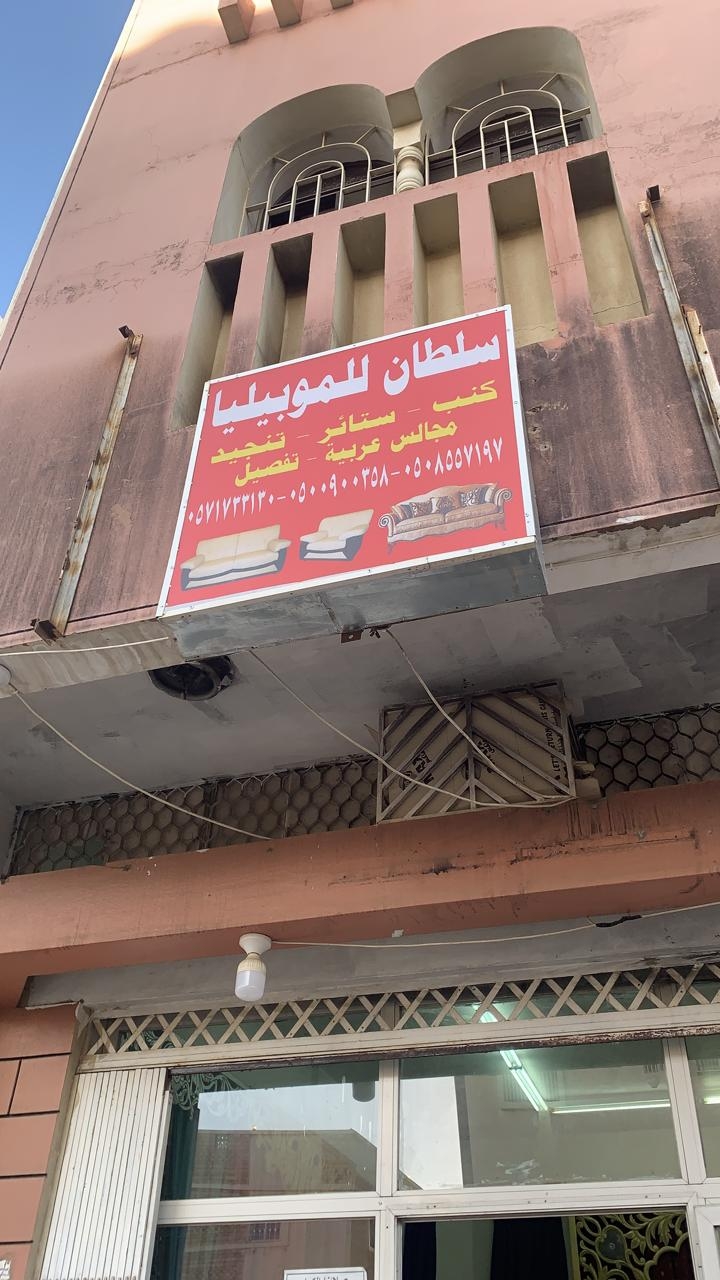 سلطان للموبيليا
كنب - ستائر - تنجيد
مجالس عربية - تفصيل
٠٥٠٨٥٥٧١٩٧-٠٥٠٠٩٠٠٣٥٨-٠٥٧١٧٣٣١٣٠